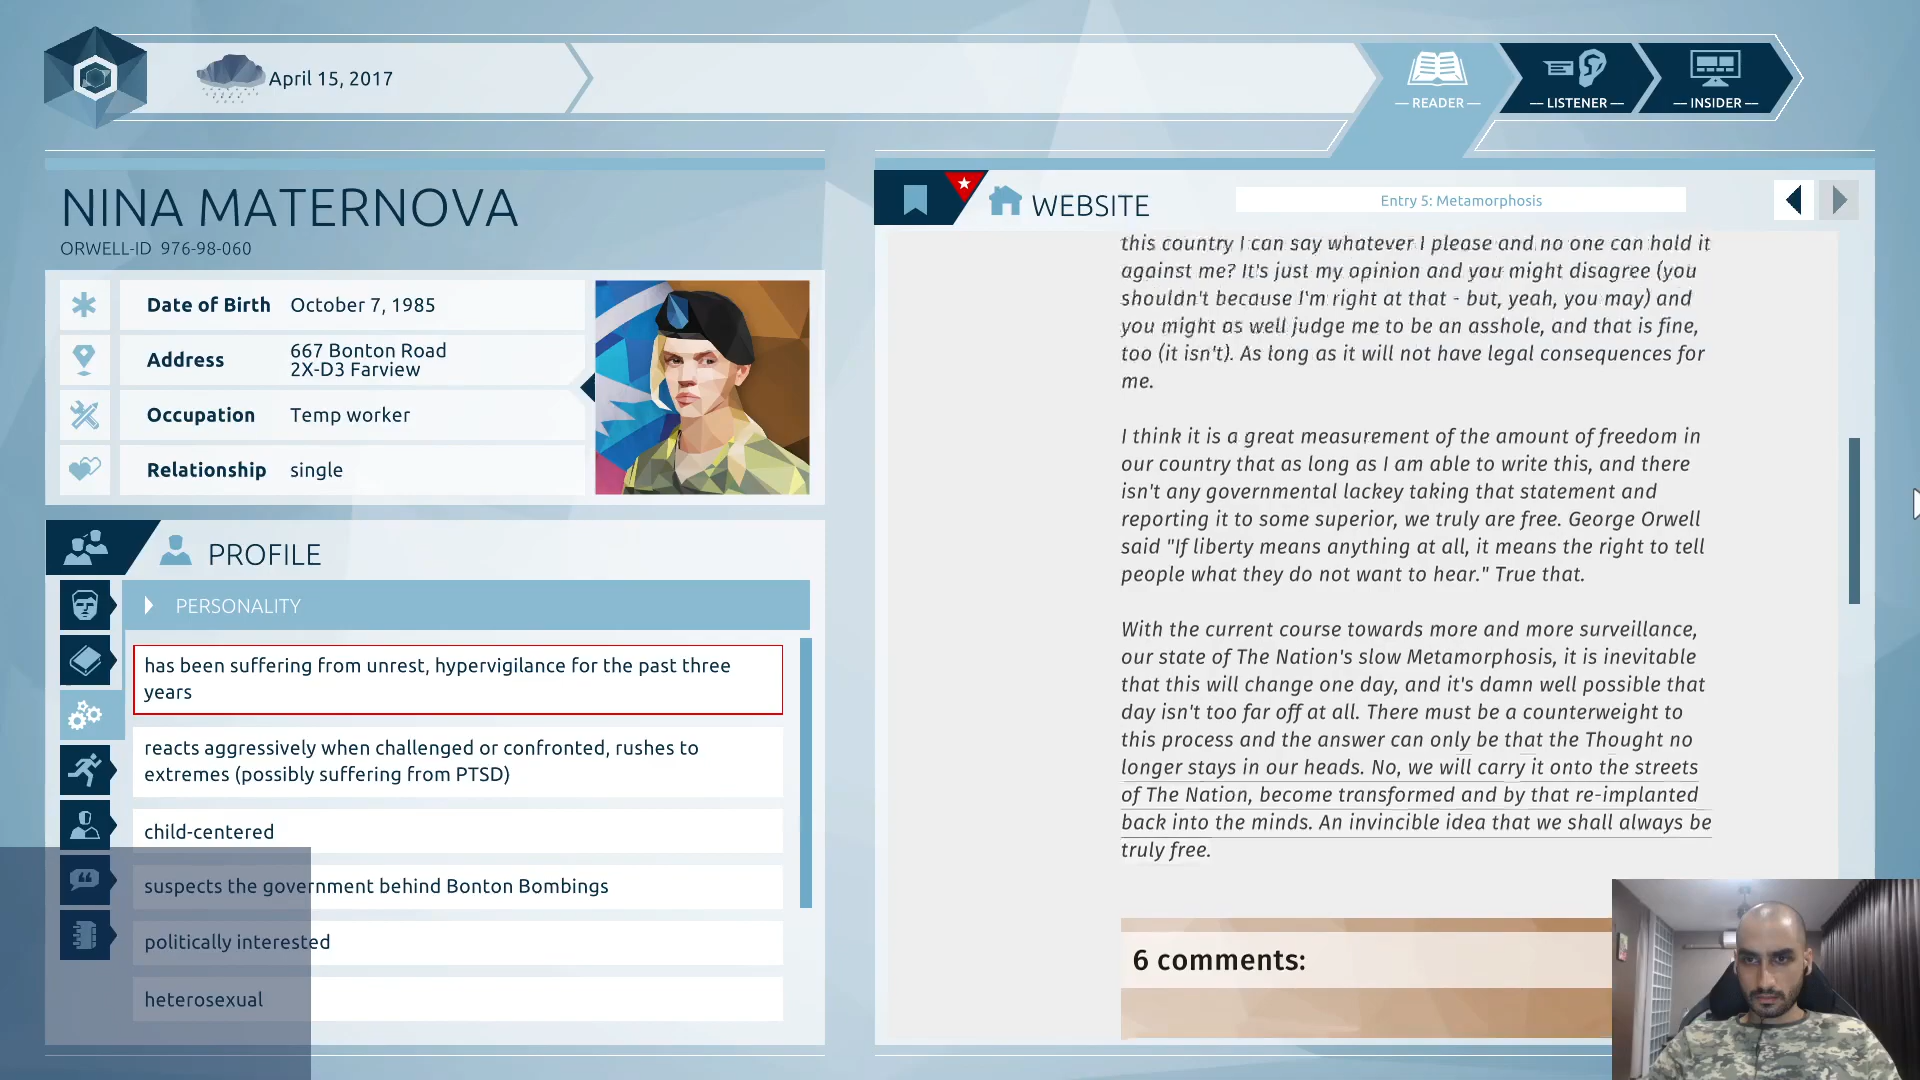 April 15, 2017
— READER —
— LISTENER —
— INSIDER —
NINA MATERNOVA
ORWELL-ID 976-98-060
Date of Birth October 7, 1985
Address 667 Bonton Road
2X-D3 Farview
Occupation Temp worker
Relationship single
PROFILE
PERSONALITY
has been suffering from unrest, hypervigilance for the past three
years
reacts aggressively when challenged or confronted, rushes to
extremes (possibly suffering from PTSD)
child-centered
suspects the government behind Bonton Bombings
politically interested
heterosexual
WEBSITE
Entry 5: Metamorphosis
this country I can say whatever I please and no one can hold it
against me? It's just my opinion and you might disagree (you
shouldn't because I'm right at that - but, yeah, you may) and
you might as well judge me to be an asshole, and that is fine,
too (it isn't). As long as it will not have legal consequences for
me.
I think it is a great measurement of the amount of freedom in
our country that as long as I am able to write this, and there
isn't any governmental lackey taking that statement and
reporting it to some superior, we truly are free. George Orwell
said "If liberty means anything at all, it means the right to tell
people what they do not want to hear." True that.
With the current course towards more and more surveillance,
our state of The Nation's slow Metamorphosis, it is inevitable
that this will change one day, and it's damn well possible that
day isn't too far off at all. There must be a counterweight to
this process and the answer can only be that the Thought no
longer stays in our heads. No, we will carry it onto the streets
of The Nation, become transformed and by that re-implanted
back into the minds. An invincible idea that we shall always be
truly free.
6 comments: